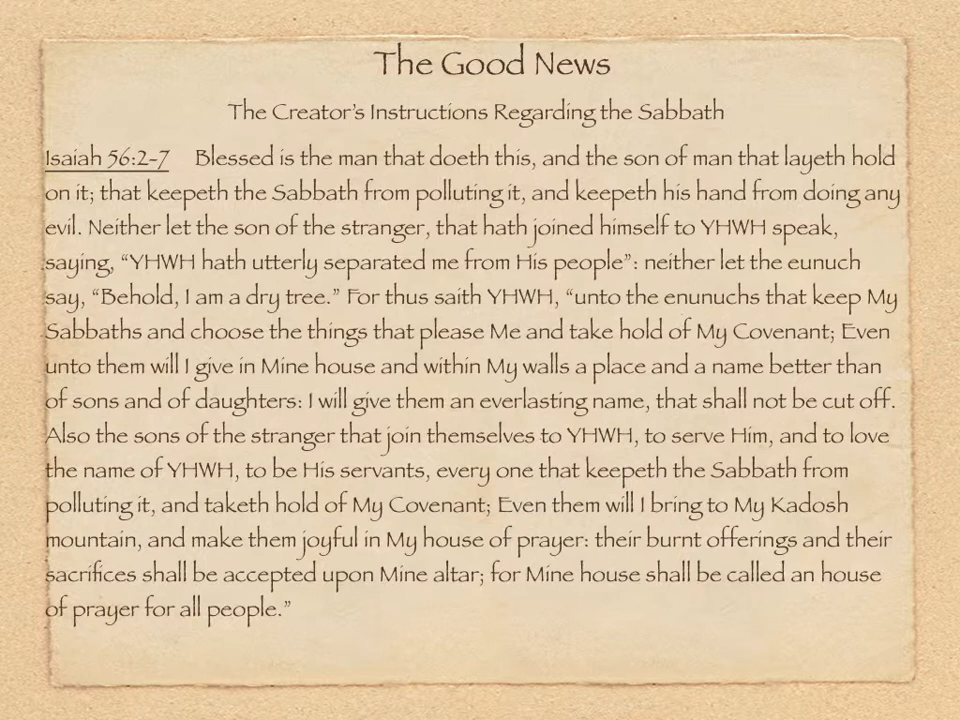 The Good News
The Creator's Instructions Regarding the Sabbath
Isaiah 56:2-7 Blessed is the man that doeth this, and the son of man that layeth hold
on it; that keepeth the Sabbath from polluting it, and keepeth his hand from doing any
evil. Neither let the son of the stranger, that hath joined himself to YHWH speak,
saying, “YHWH hath utterly separated me from His people”: neither let the eunuch
say, “Behold, I am a dry tree.” For thus saith YHWH, “unto the enunuchs that keep My
Sabbaths and choose the things that please Me and take hold of My Covenant; Even
unto them will I give in Mine house and within My walls a place and a name better than
of sons and of daughters: I will give them an everlasting name, that shall not be cut off.
Also the sons of the stranger that join themselves to YHWH, to serve Him, and to love
the name of YHWH, to be His servants, every one that keepeth the Sabbath from
polluting it, and taketh hold of My Covenant; Even them will I bring to My Kadosh
mountain, and make them joyful in My house of prayer: their burnt offerings and their
sacrifices shall be accepted upon Mine altar; for Mine house shall be called an house
of prayer for all people.”